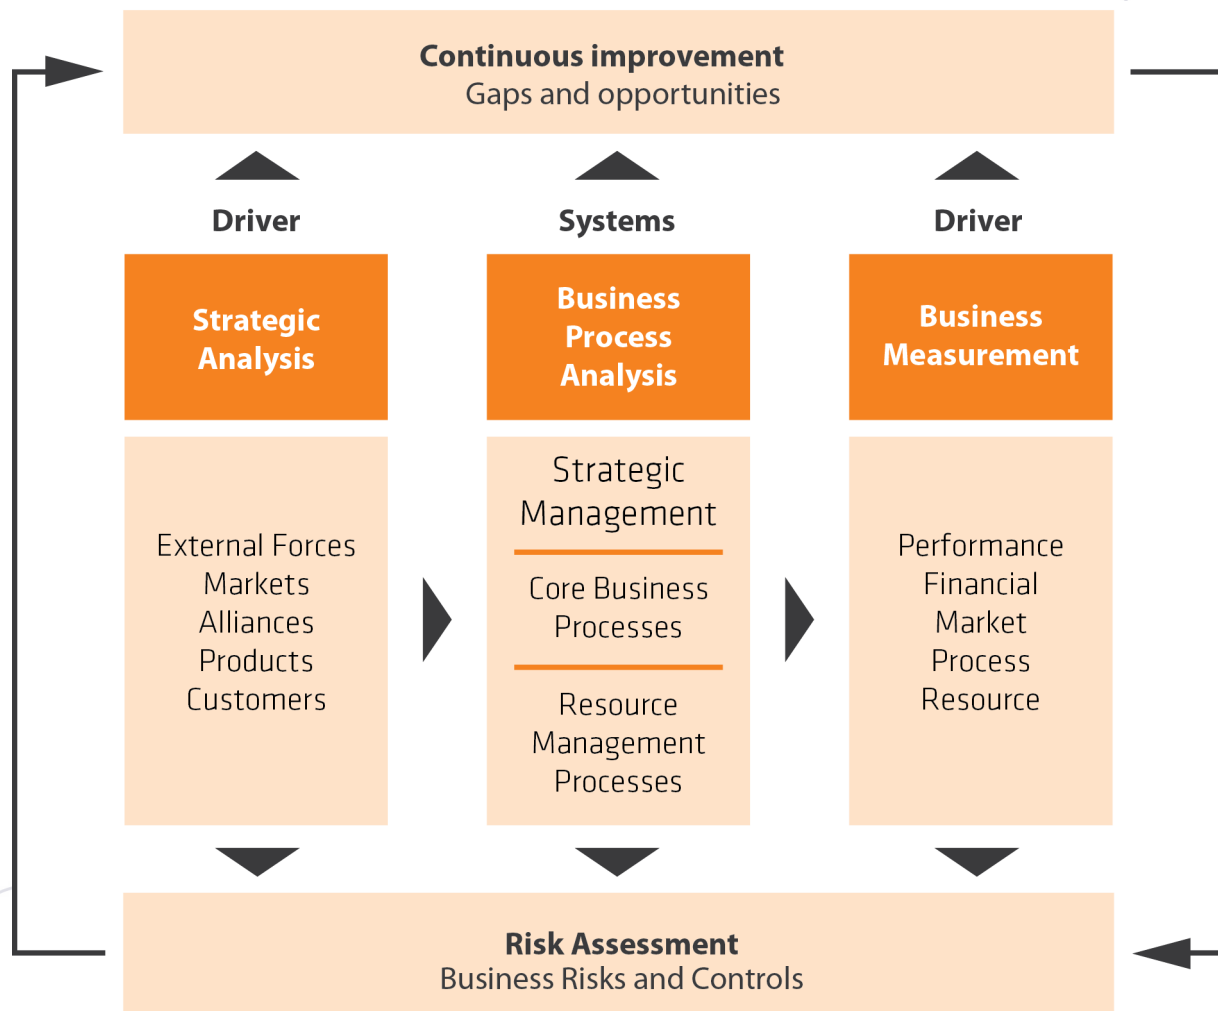 Continuous improvement
Gaps and opportunities
Driver
Strategic
Analysis
External Forces
Markets
Alliances
Products
Customers
Systems
Business
Process
Analysis
Strategic
Management
Core Business
Processes
Resource
Management
Processes
Driver
Business
Measurement
Performance
Financial
Market
Process
Resource
Risk Assessment
Business Risks and Controls